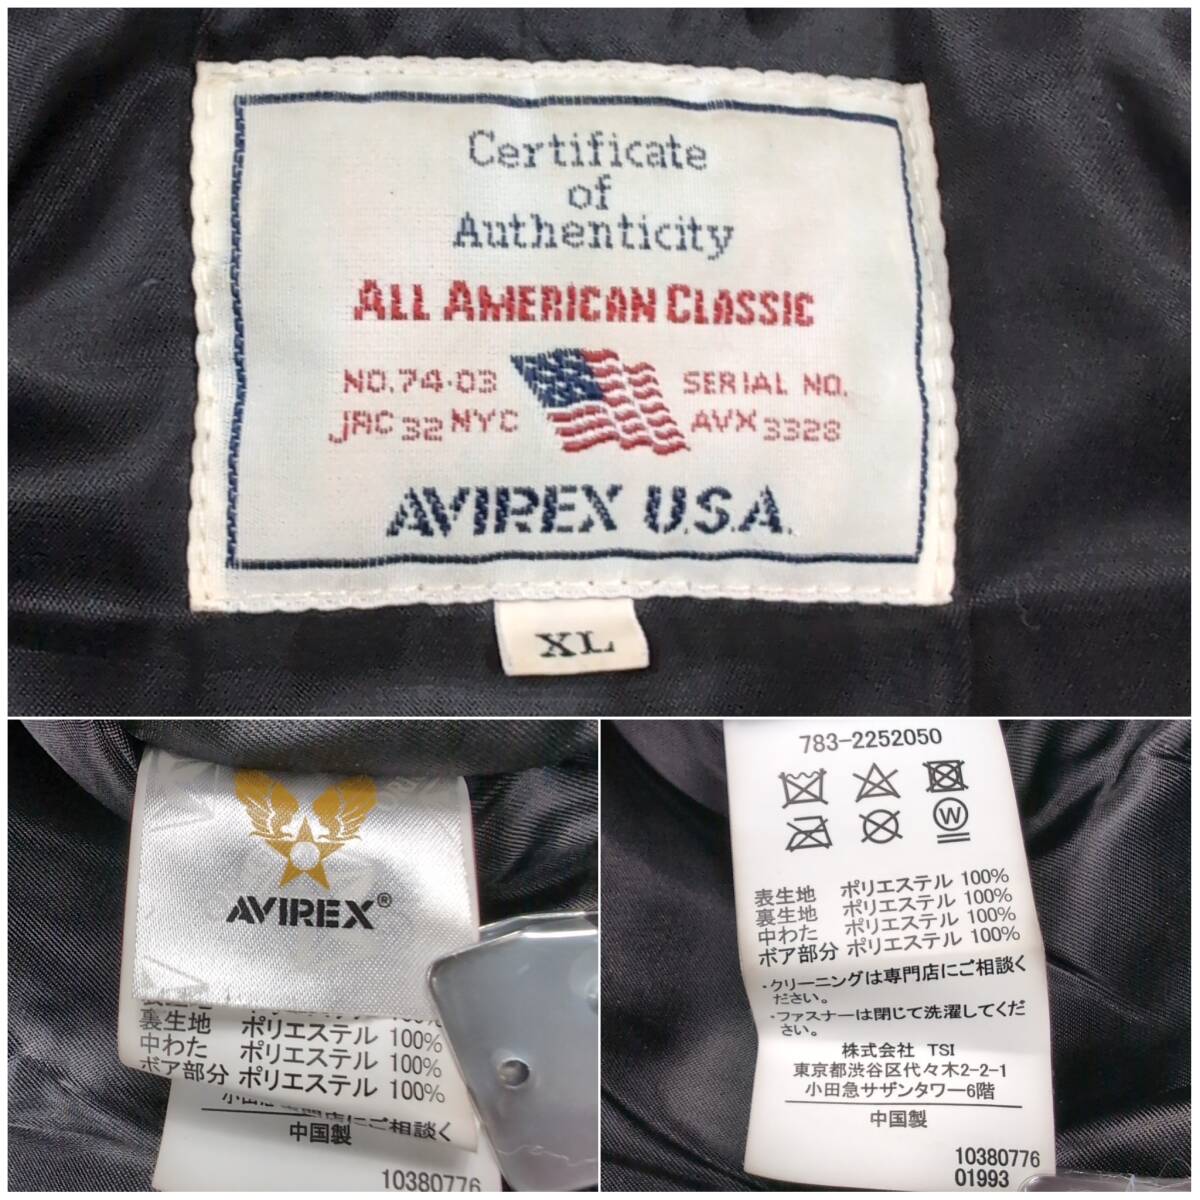 Certificate
of
Authenticity
ALL AMERICAN CLASSIC
NO.74-03 SERIAL NO.
JRC 32 NYC AVX 3328
AVIREX U.S.A.
XL
AVIREX®
裏生地 ポリエステル 100%
中わた ポリエステル 100%
ボア部分 ポリエステル 100%
門店にご相談く
中国製
10380776
783-2252050
W
表生地 ポリエステル 100%
裏生地 ポリエステル 100%
中わた ポリエステル 100%
ボア部分 ポリエステル 100%
・クリーニングは専門店にご相談く
ださい。
・ファスナーは閉じて洗濯してくだ
さい。
株式会社 TSI
東京都渋谷区代々木2-2-1
小田急サザンタワー6階
中国製
10380776
01993